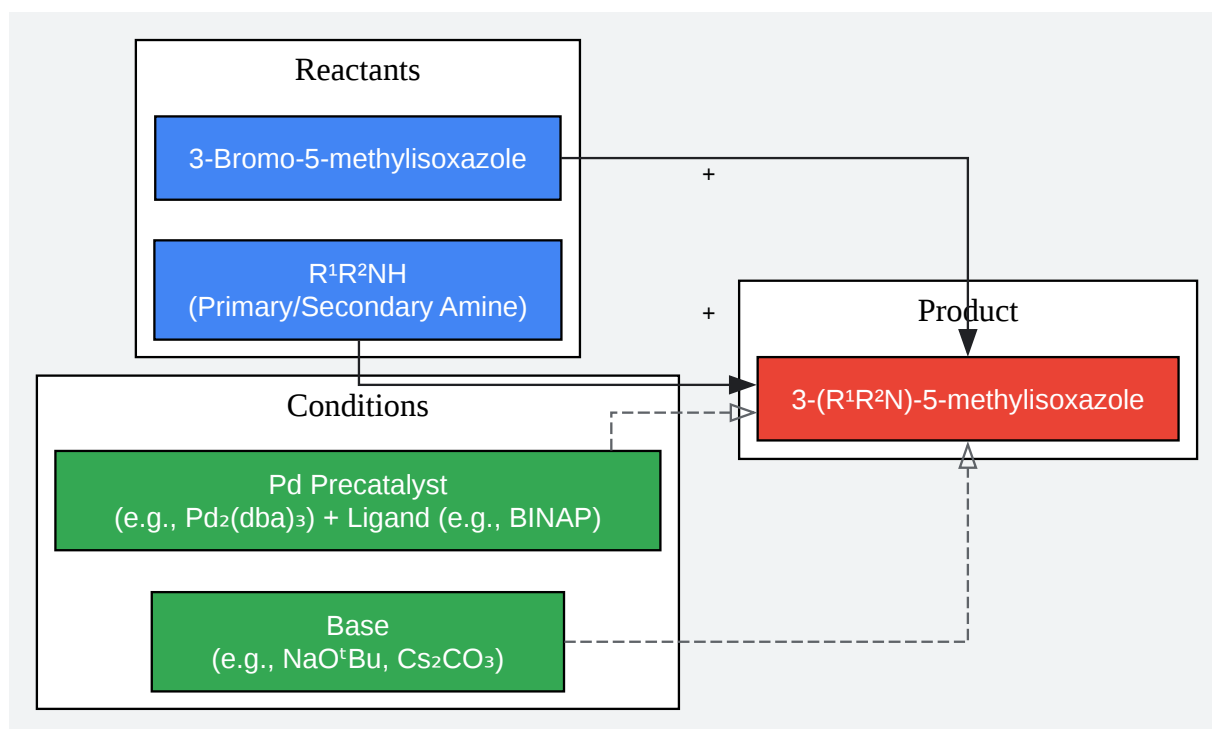 Reactants
3-Bromo-5-methylisoxazole
+
R¹R²NH
(Primary/Secondary Amine)
+
Product
3-(R¹R²N)-5-methylisoxazole
Conditions
Pd Precatalyst
(e.g., Pd₂(dba)₃) + Ligand (e.g., BINAP)
Base
(e.g., NaOᵗBu, Cs₂CO₃)